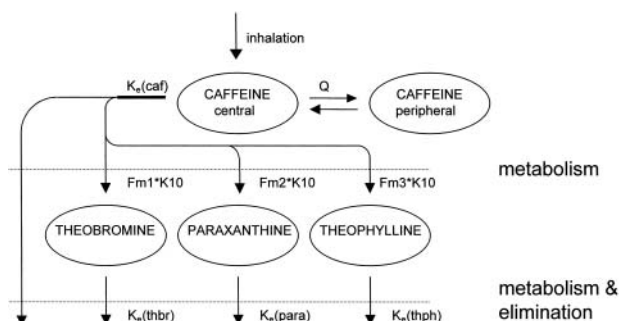 inhalation
Ke(caf)
CAFFEINE
central
Q
CAFFEINE
peripheral
metabolism
Fm1*K10
Fm2*K10
Fm3*K10
THEOBROMINE
PARAXANTHINE
THEOPHYLLINE
metabolism &
elimination
Ke(thbr)
Ke(para)
Ke(thph)